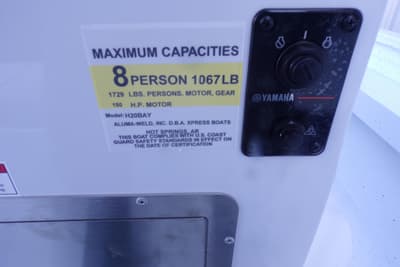 MAXIMUM CAPACITIES
8 PERSON 1067LB
1729 LBS. PERSONS, MOTOR, GEAR
150 H.P. MOTOR
Model: H20BAY
ALUMA-WELD, INC. D.B.A. XPRESS BOATS
HOT SPRINGS, AR
THIS BOAT COMPLIES WITH U.S. COAST
GUARD SAFETY STANDARDS IN EFFECT ON
THE DATE OF CERTIFICATION
YAMAHA